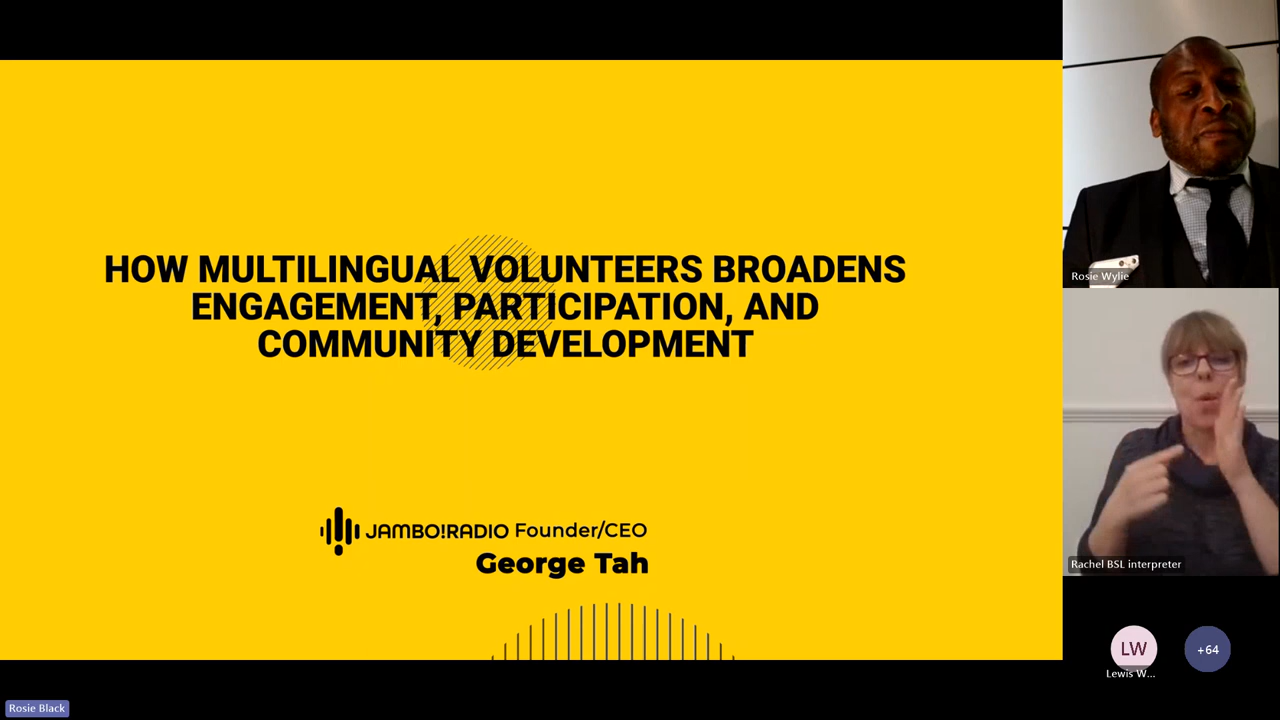 HOW MULTILINGUAL VOLUNTEERS BROADENS
ENGAGEMENT, PARTICIPATION, AND
COMMUNITY DEVELOPMENT
JAMBO!RADIO Founder/CEO
George Tah
Rosie Wylie
Rachel BSL interpreter
LW
+64
Lewis W...
Rosie Black